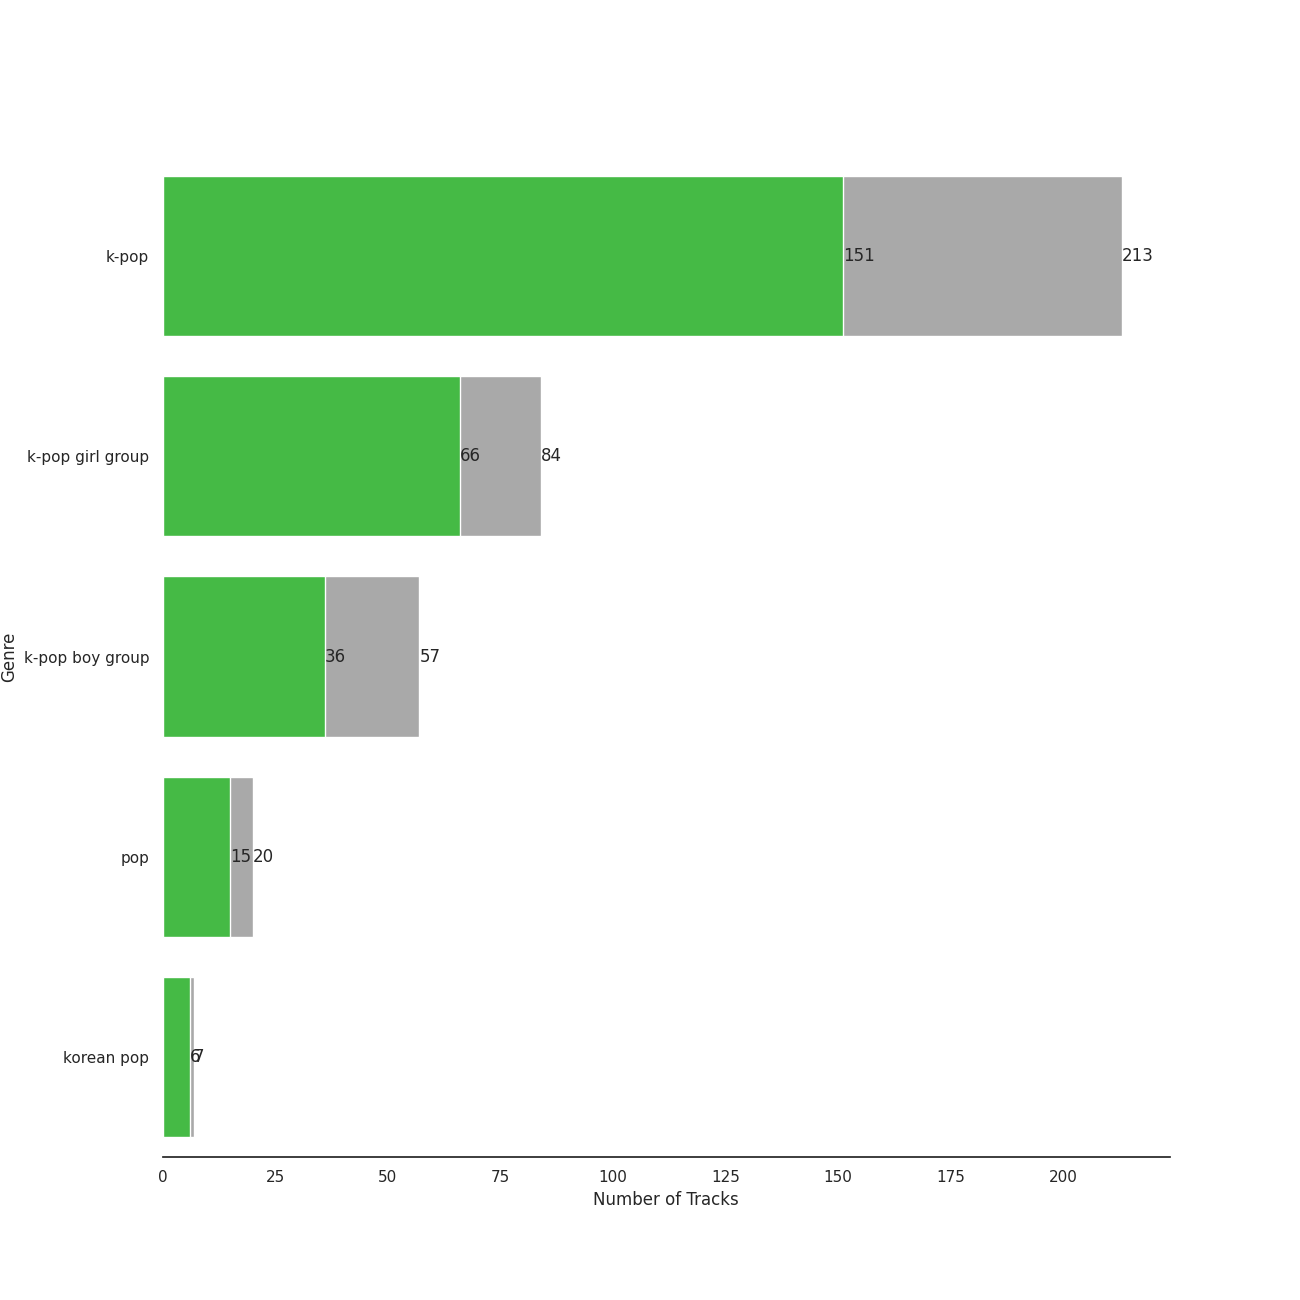 k-pop
151
213
k-pop girl group
66
84
k-pop boy group
36
57
pop
15
20
korean pop
6
7
0 25 50 75 100 125 150 175 200
Number of Tracks
Genre